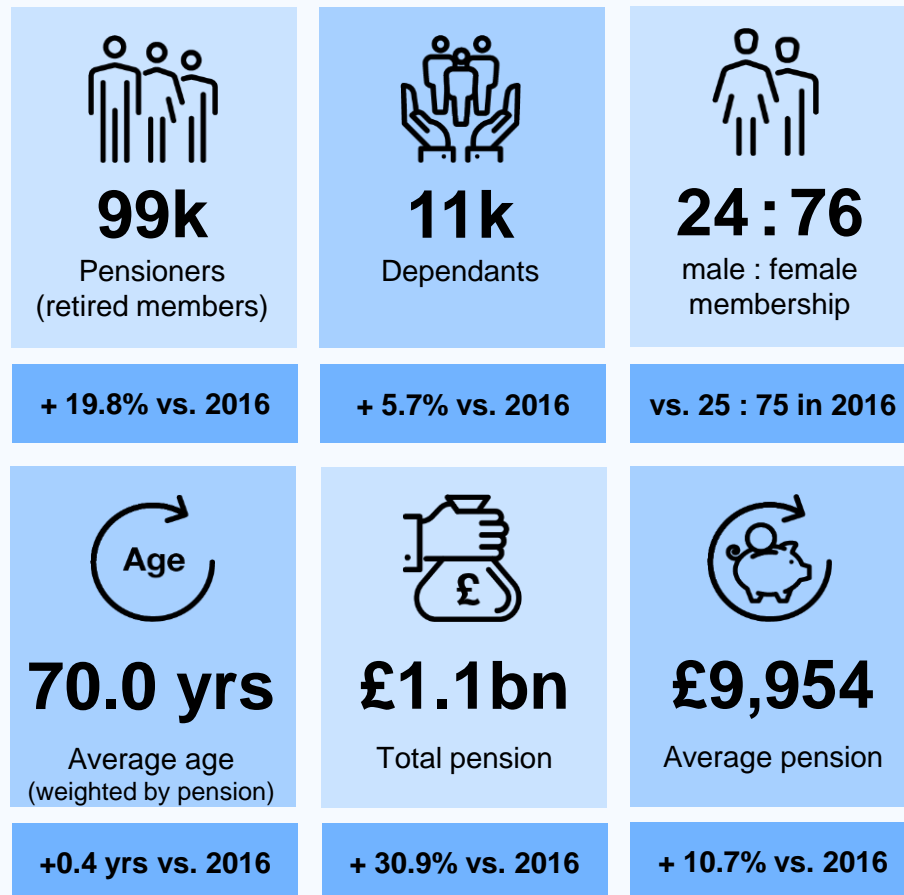 99k
Pensioners
(retired members)
11k
Dependants
24 : 76
male : female
membership
+ 19.8% vs. 2016
+ 5.7% vs. 2016
vs. 25 : 75 in 2016
Age
70.0 yrs
Average age
(weighted by pension)
£
£1.1bn
Total pension
£9,954
Average pension
+0.4 yrs vs. 2016
+ 30.9% vs. 2016
+ 10.7% vs. 2016